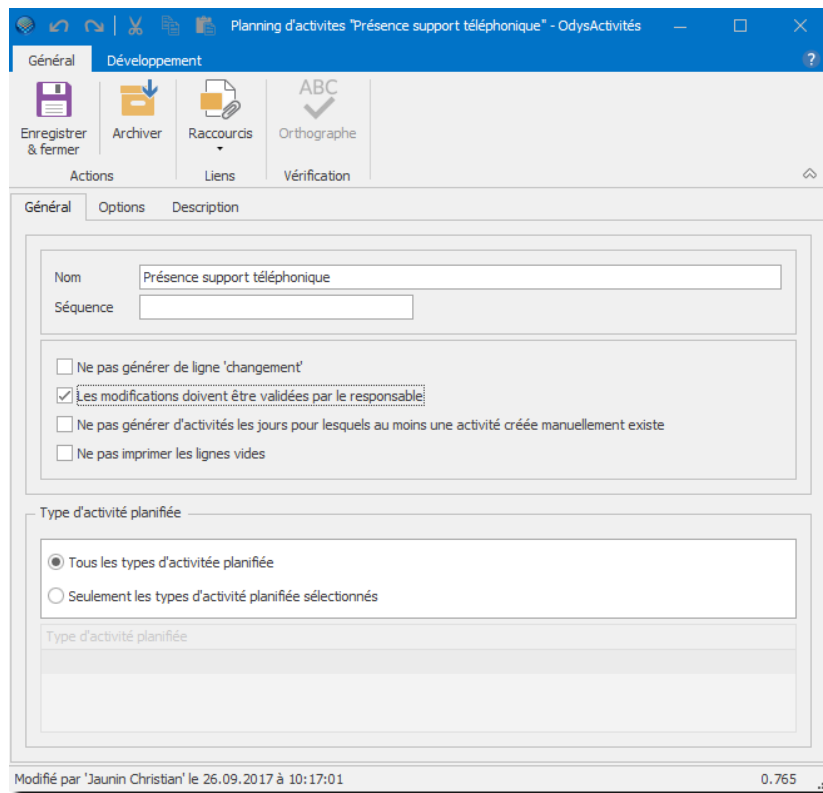 Planning d'activites "Présence support téléphonique" - OdysActivités
Général Développement
?
Enregistrer & fermer
Archiver
Raccourcis
ABC
Orthographe
Actions Liens Vérification
Général Options Description
Nom Présence support téléphonique
Séquence
Ne pas générer de ligne 'changement'
Les modifications doivent être validées par le responsable
Ne pas générer d'activités les jours pour lesquels au moins une activité créée manuellement existe
Ne pas imprimer les lignes vides
Type d'activité planifiée
Tous les types d'activitée planifiée
Seulement les types d'activité planifiée sélectionnés
Type d'activité planifiée
Modifié par 'Jaunin Christian' le 26.09.2017 à 10:17:01 0.765